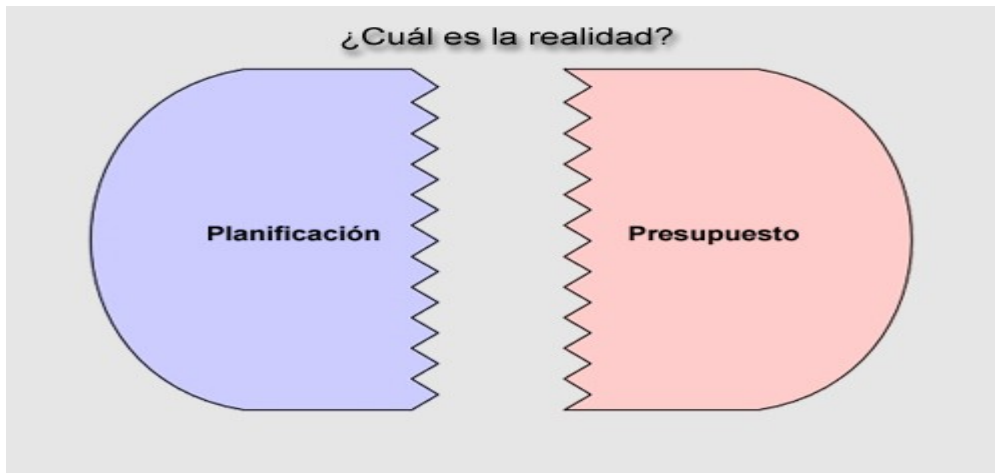 ¿Cuál es la realidad?
Planificación
Presupuesto